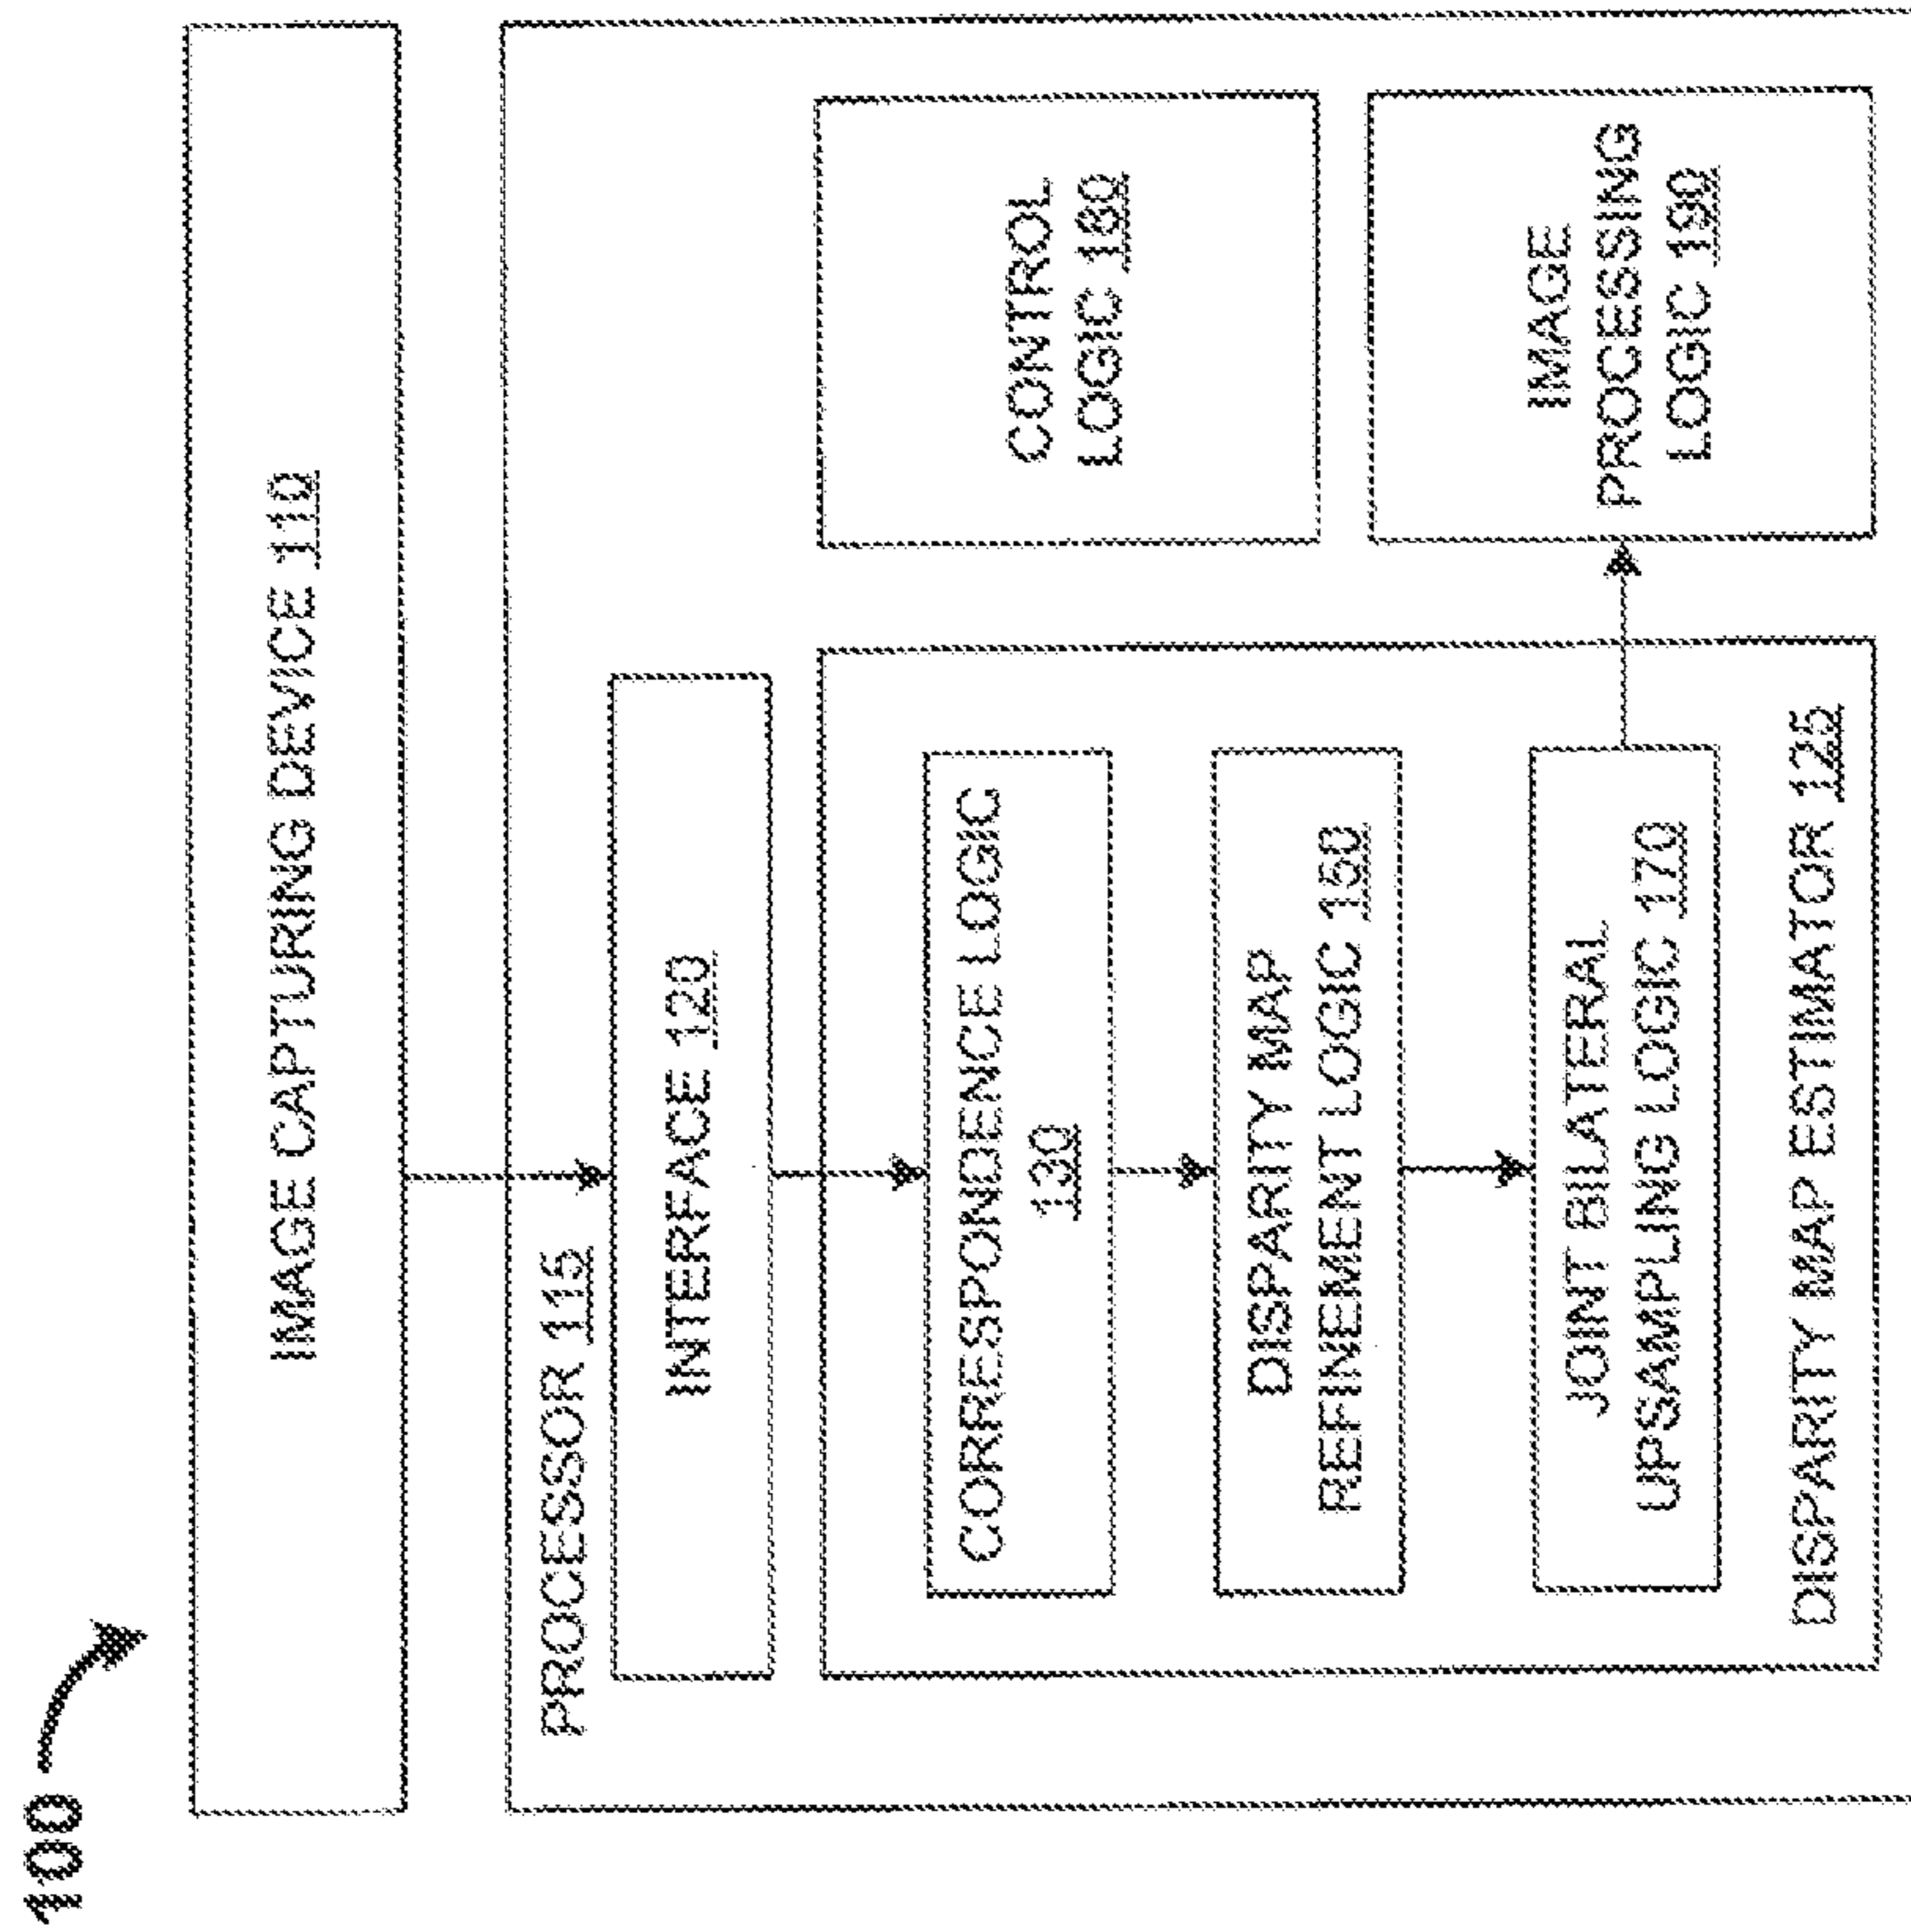 100
IMAGE CAPTURING DEVICE 110
PROCESSOR 115
INTERFACE 120
CORRESPONDENCE LOGIC
130
DISPARITY MAP
REFINEMENT LOGIC 150
JOINT BILATERAL
UPSAMPLING LOGIC 170
DISPARITY MAP ESTIMATOR 125
CONTROL
LOGIC 180
IMAGE
PROCESSING
LOGIC 190